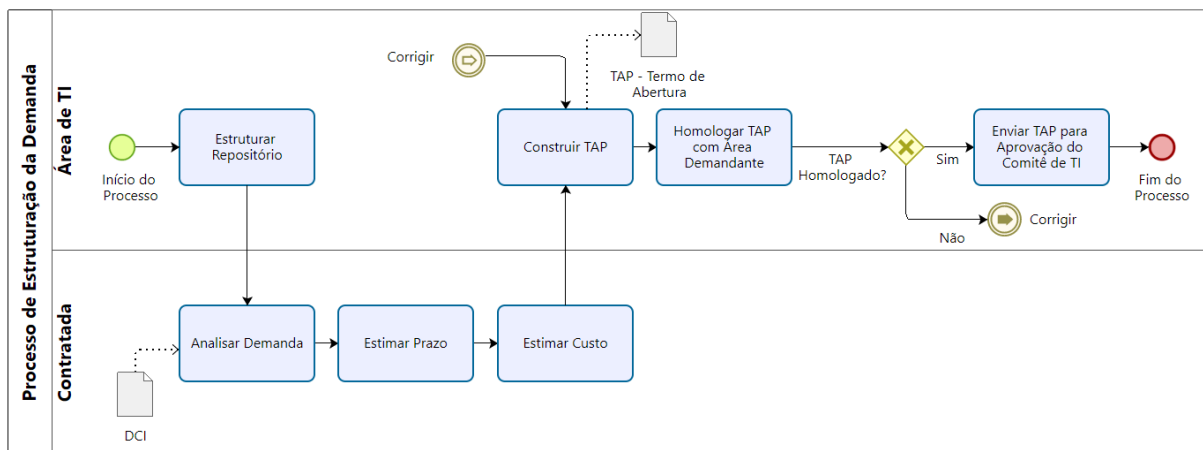 Processo de Estruturação da Demanda
Área de TI
Início do
Processo
Estruturar
Repositório
Corrigir
Construir TAP
TAP - Termo de
Abertura
Homologar TAP
com Área
Demandante
TAP
Homologado?
Sim
Enviar TAP para
Aprovação do
Comitê de TI
Fim do
Processo
Não
Corrigir
Contratada
Analisar Demanda
Estimar Prazo
Estimar Custo
DCI